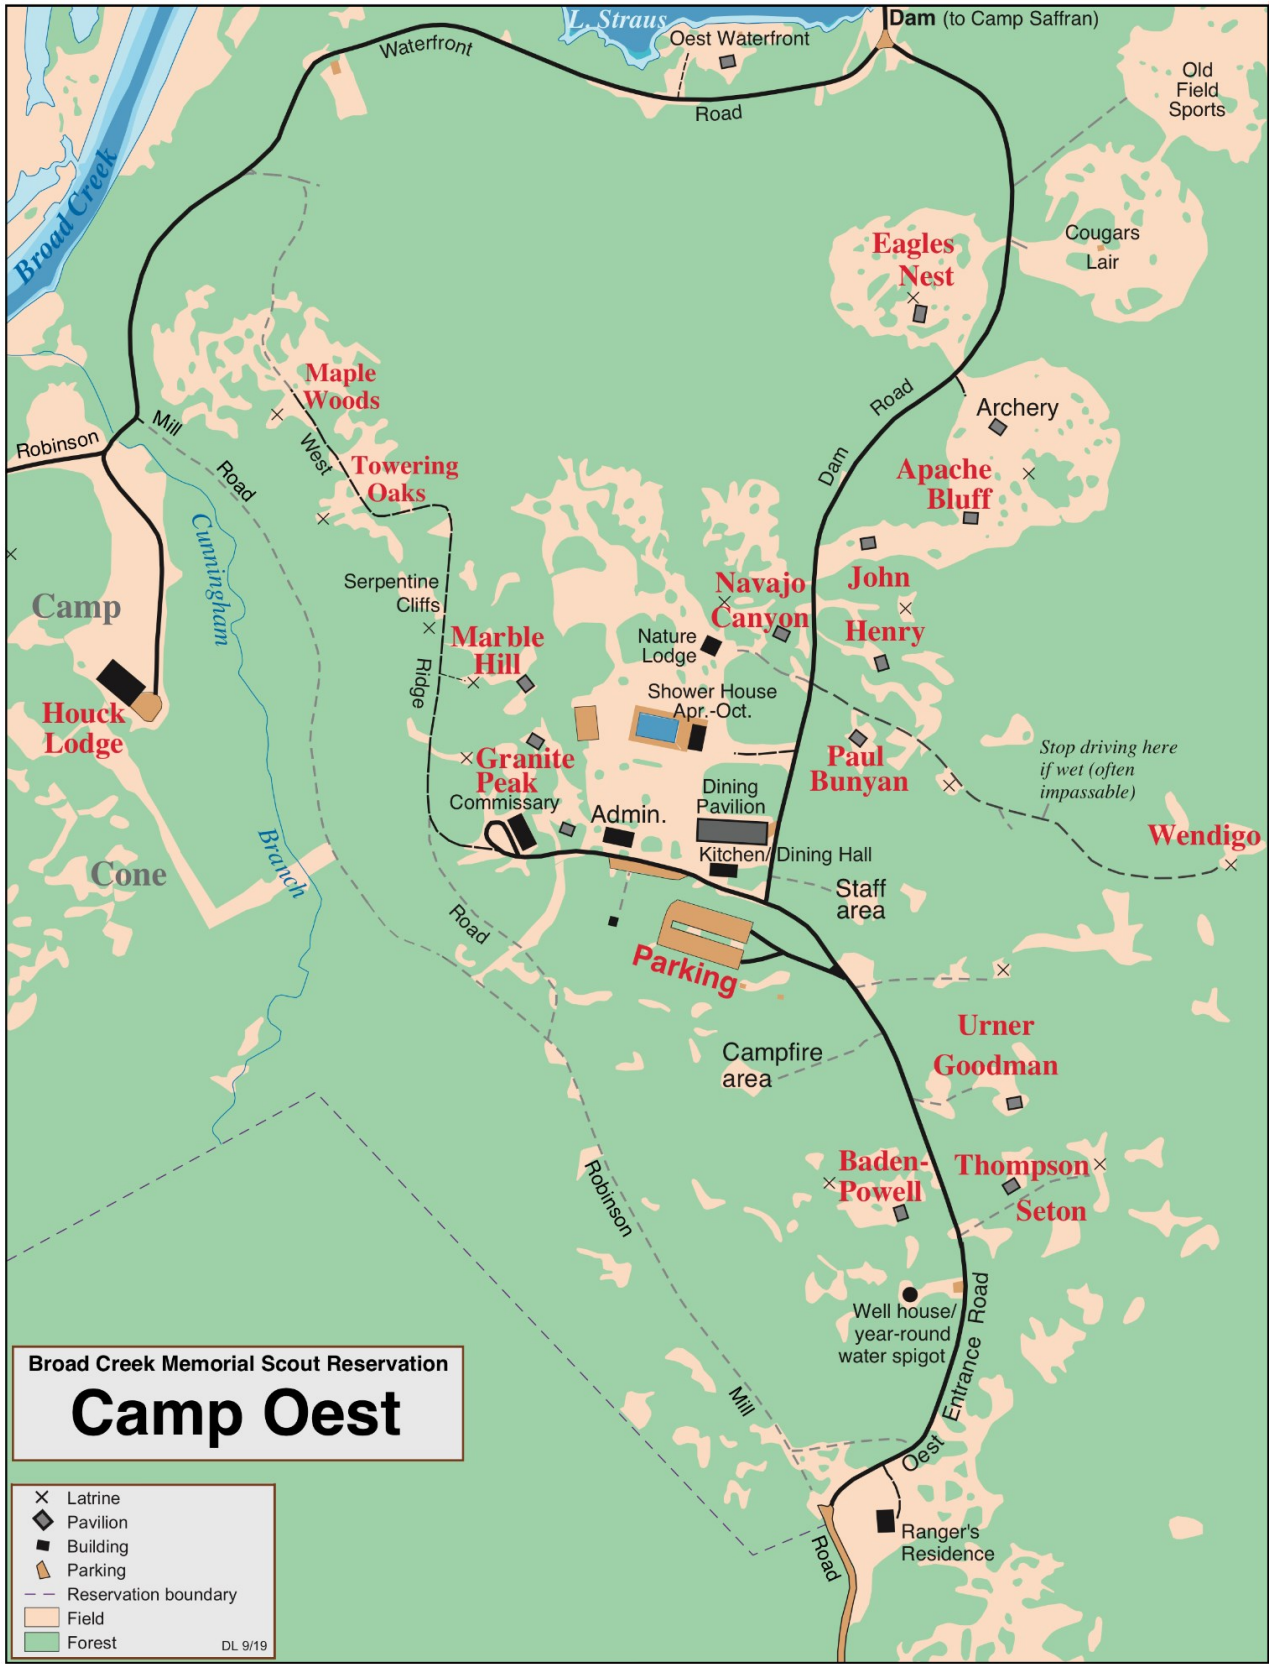 L. Straus
Dam (to Camp Saffran)
Oest Waterfront
Waterfront
Road
Old
Field
Sports
Broad Creek
Cougars
Lair
Eagles
Nest
Maple
Woods
Road
Archery
Mill
Robinson
West
Road
Towering
Oaks
Dam
Apache
Bluff
Cunningham
Serpentine
Cliffs
Navajo
Canyon
John
Camp
Marble
Hill
Nature
Lodge
Henry
Ridge
Shower House
Apr.-Oct.
Houck
Lodge
Granite
Peak
Paul
Bunyan
Stop driving here
if wet (often
impassable)
Commissary
Admin.
Dining
Pavilion
Wendigo
Branch
Kitchen/Dining Hall
Cone
Staff
area
Road
Parking
Urner
Goodman
Campfire
area
Robinson
Baden-
Powell
Thompson
Seton
Well house/
year-round
water spigot
Oest Entrance Road
Mill
Road
Ranger's
Residence
Broad Creek Memorial Scout Reservation
Camp Oest
Latrine
Pavilion
Building
Parking
Reservation boundary
Field
Forest
DL 9/19